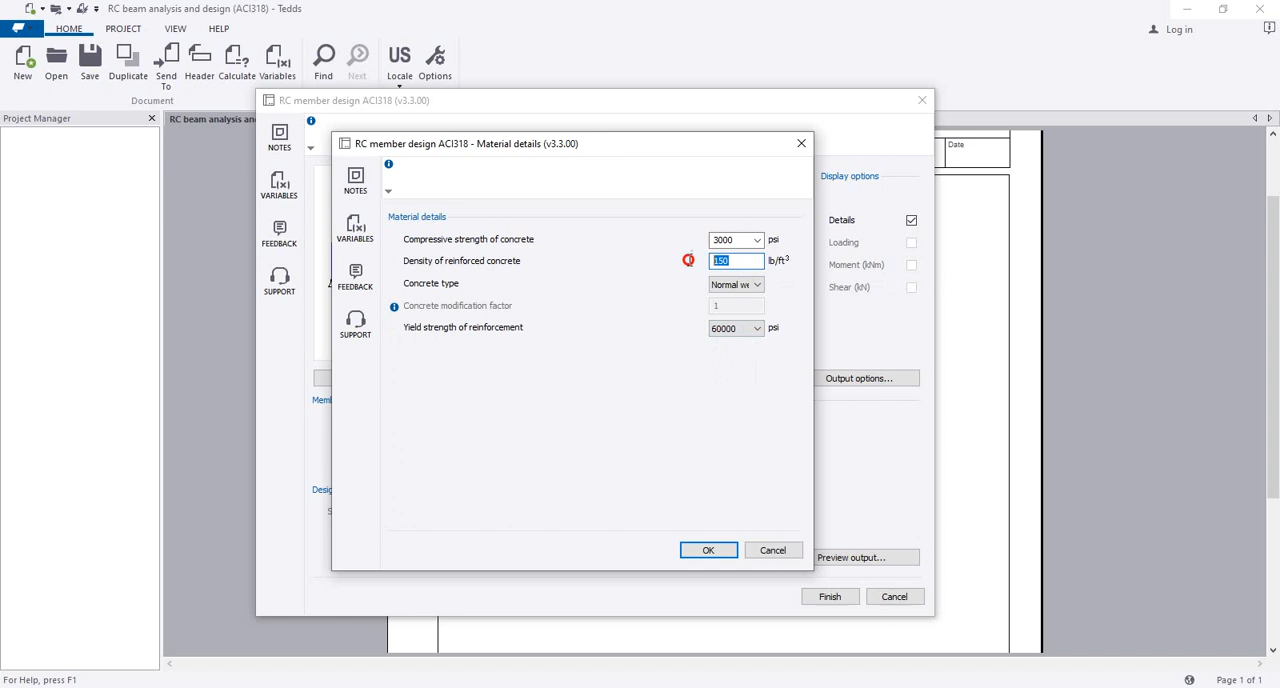 RC beam analysis and design (ACI318) - Tedds
HOME PROJECT VIEW HELP
Log in
New Open Save Duplicate Send To Header Calculate Variables Find Next US Locale Options
Document
Project Manager
RC beam analysis an
Date
RC member design ACI318 (v3.3.00)
NOTES
VARIABLES
FEEDBACK
SUPPORT
Display options
Details
Loading
Moment (kNm)
Shear (kN)
Output options...
Preview output...
Finish Cancel
RC member design ACI318 - Material details (v3.3.00)
NOTES
VARIABLES
FEEDBACK
SUPPORT
Material details
Compressive strength of concrete 3000 psi
Density of reinforced concrete 150 lb/ft³
Concrete type Normal we
Concrete modification factor 1
Yield strength of reinforcement 60000 psi
OK Cancel
For Help, press F1
Page 1 of 1